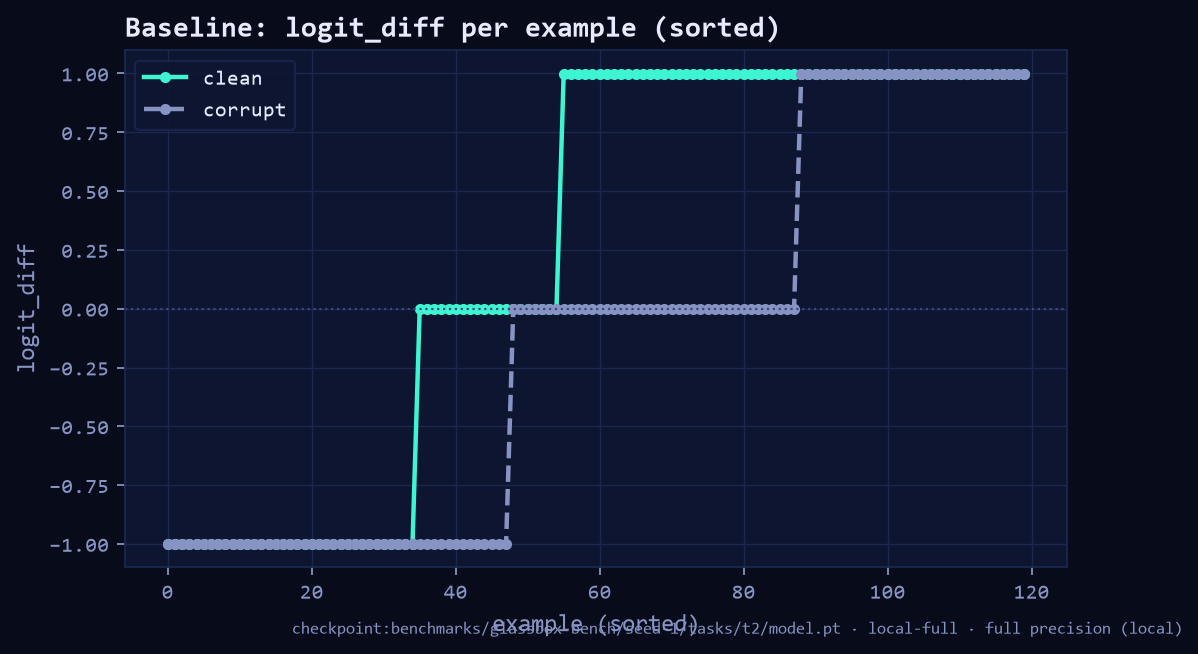 Baseline: logit_diff per example (sorted)
clean
corrupt
logit_diff
1.00
0.75
0.50
0.25
0.00
−0.25
−0.50
−0.75
−1.00
0 20 40 60 80 100 120
example (sorted)
checkpoint:benchmarks/glassbox-bench/seed-1/tasks/t2/model.pt · local-full · full precision (local)